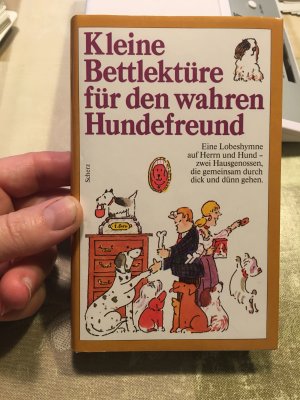 Kleine
Bettlektüre
für den wahren
Hundefreund
Eine Lobeshymne
auf Herrn und Hund –
zwei Hausgenossen,
die gemeinsam durch
dick und dünn gehen.
Scherz